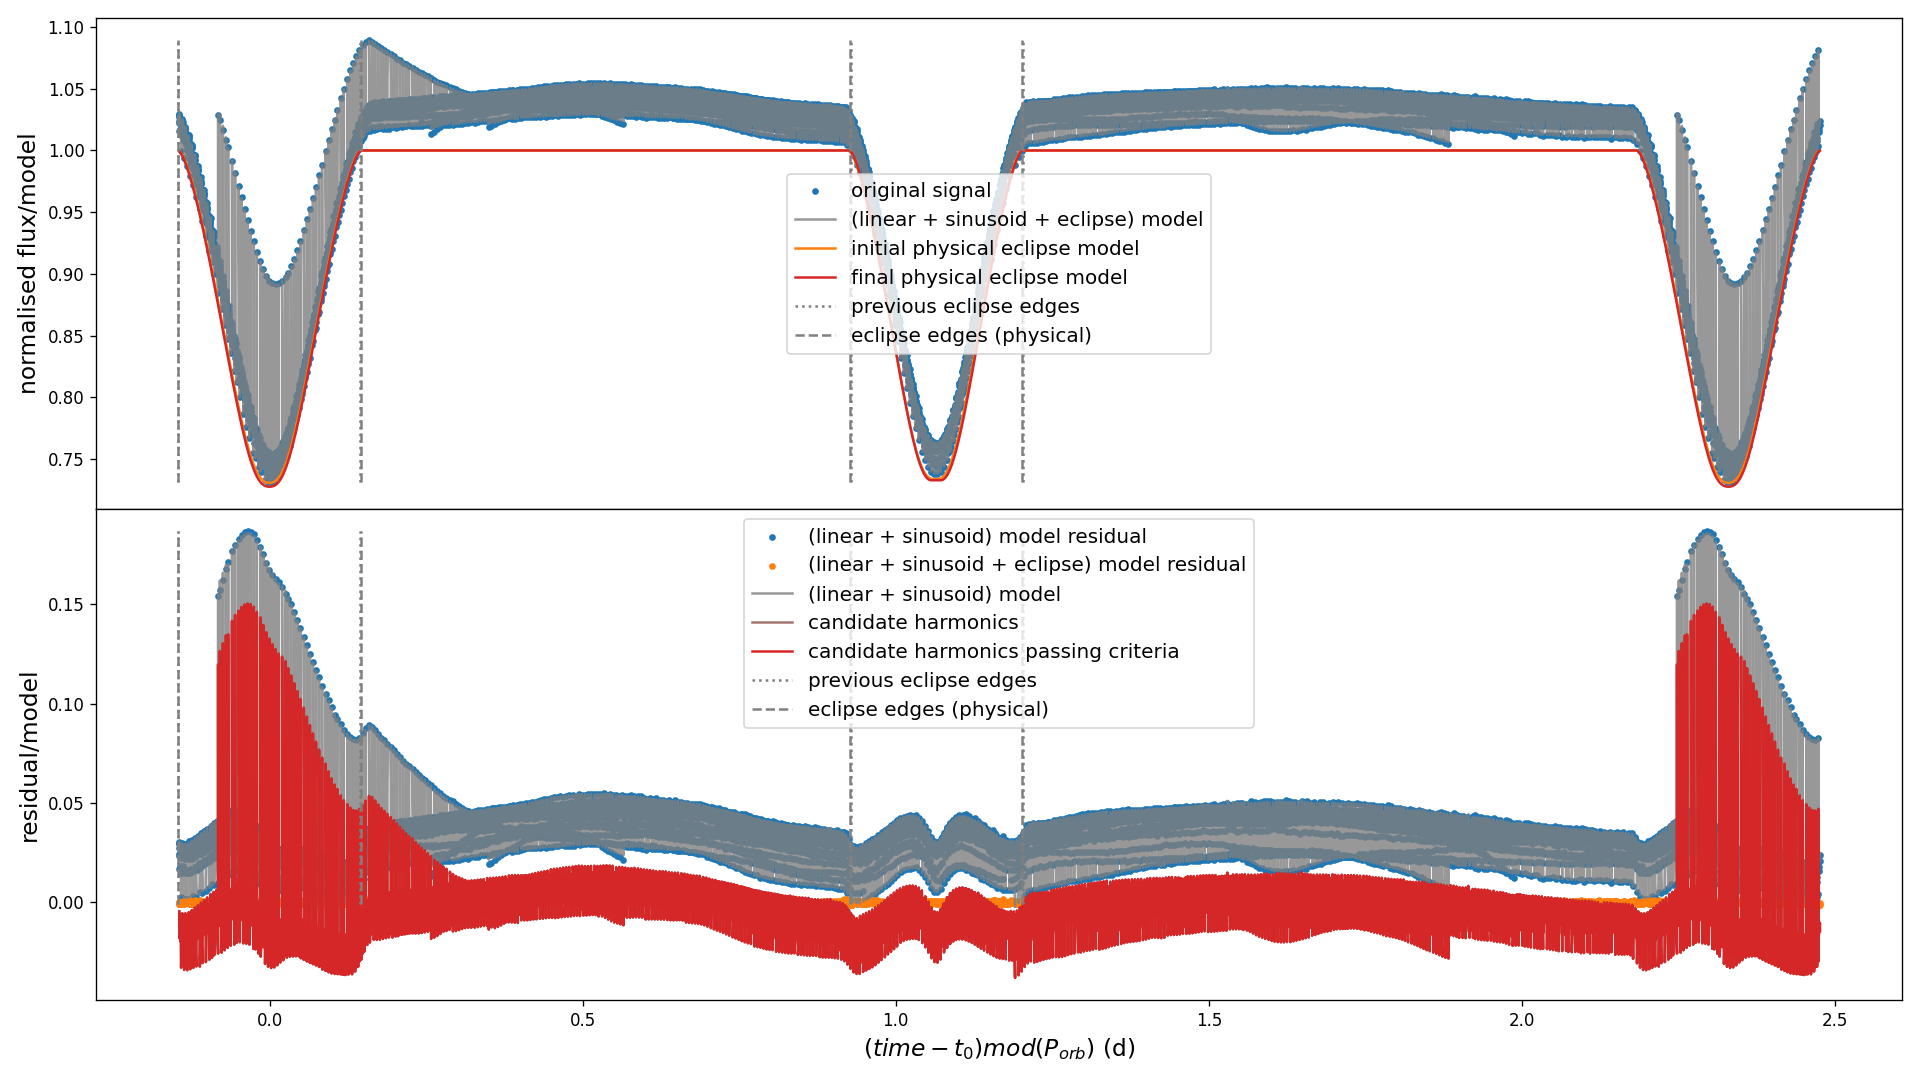 1.10
1.05
1.00
0.95
0.90
0.85
0.80
0.75
normalised flux/model
original signal
(linear + sinusoid + eclipse) model
initial physical eclipse model
final physical eclipse model
previous eclipse edges
eclipse edges (physical)
0.15
0.10
0.05
0.00
residual/model
(linear + sinusoid) model residual
(linear + sinusoid + eclipse) model residual
(linear + sinusoid) model
candidate harmonics
candidate harmonics passing criteria
previous eclipse edges
eclipse edges (physical)
0.0 0.5 1.0 1.5 2.0 2.5
(time − t₀)mod(Pₒᵣᵦ) (d)